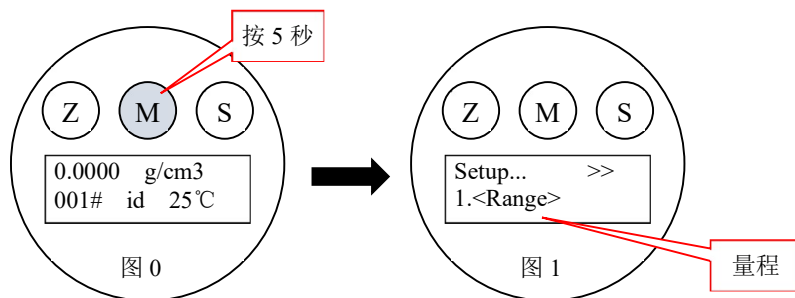 按 5 秒
Z M S
0.0000 g/cm3
001# id 25℃
图 0
Z M S
Setup... >>
1.<Range>
图 1
量程